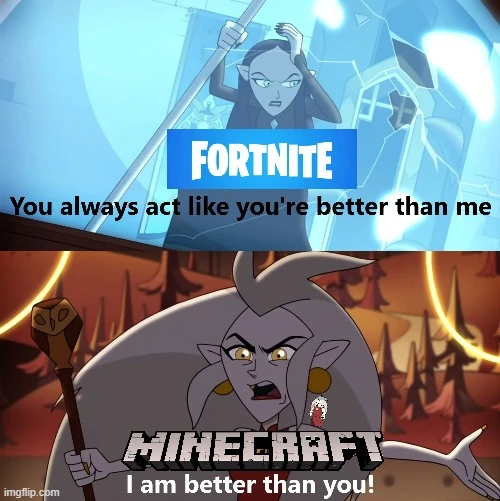 FORTNITE
You always act like you're better than me
MINECRAFT
I am better than you!
imgflip.com